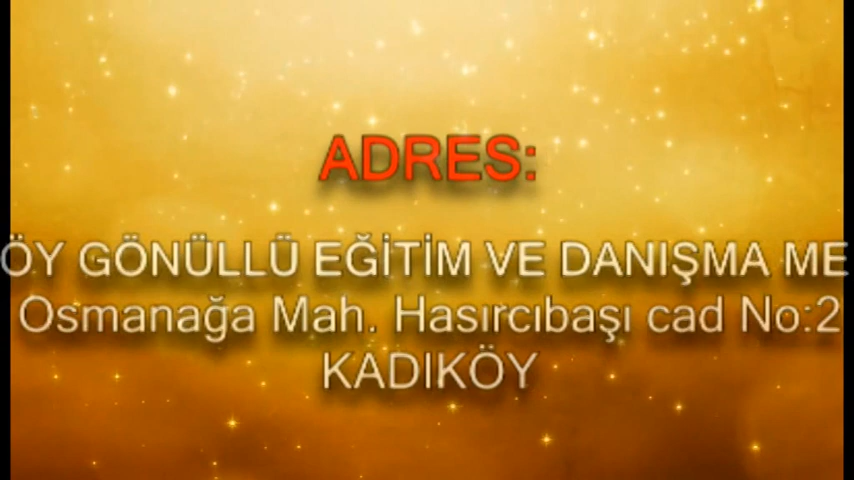 ADRES:
ÖY GÖNÜLLÜ EĞİTİM VE DANIŞMA ME
Osmanağa Mah. Hasırcıbaşı cad No:2
KADIKÖY